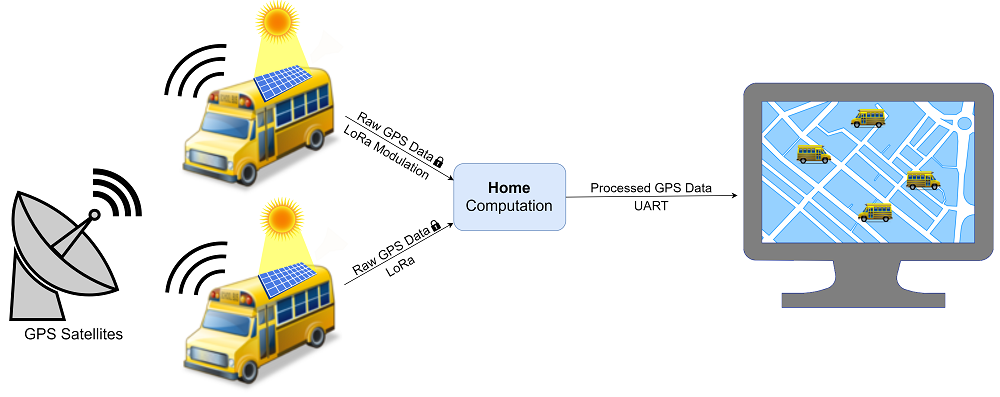 Raw GPS Data
LoRa Modulation
Home
Computation
Processed GPS Data
UART
Raw GPS Data
LoRa
GPS Satellites